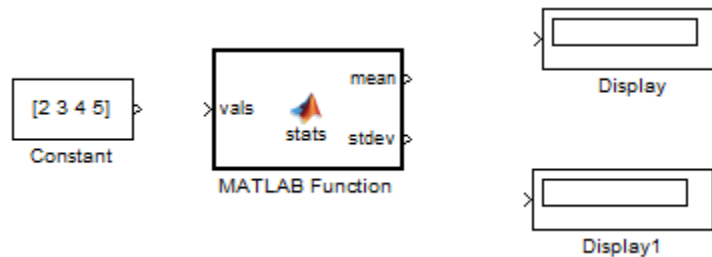 Display
mean
[2 3 4 5]
vals
stats
stdev
Constant
MATLAB Function
Display1